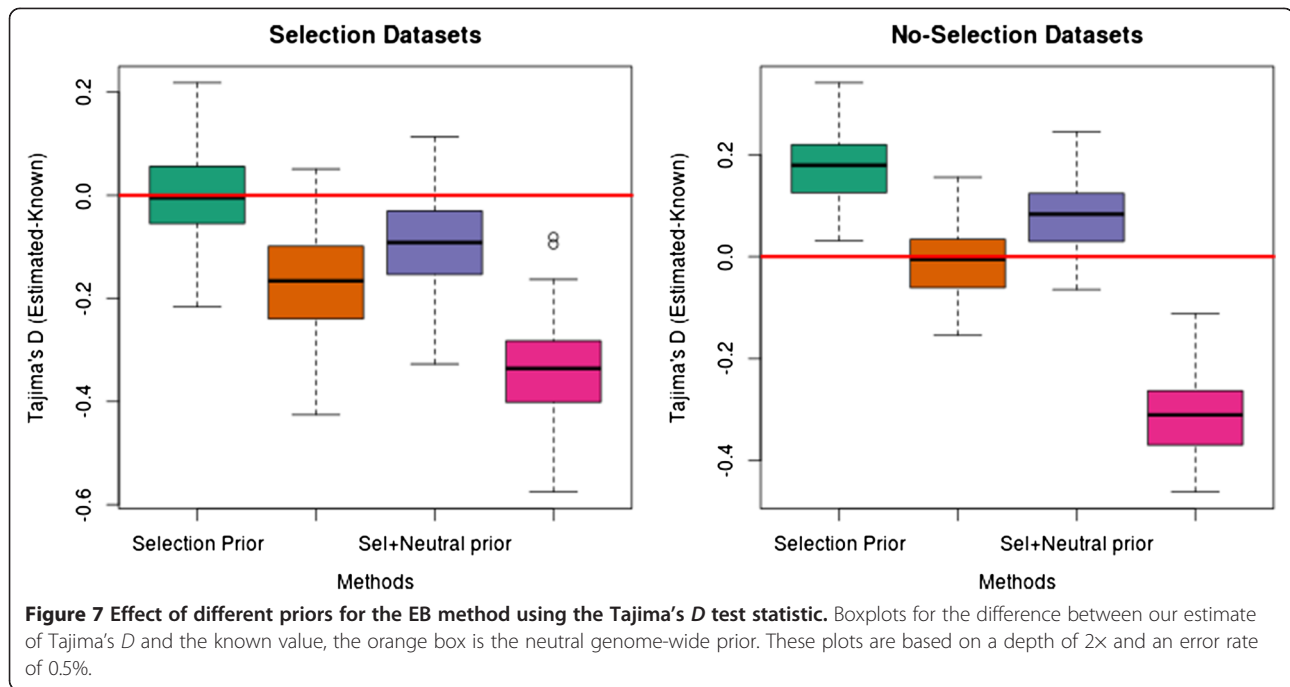 Selection Datasets
Tajima's D (Estimated-Known)
0.2
0.0
-0.2
-0.4
-0.6
Selection Prior
Sel+Neutral prior
Methods
No-Selection Datasets
Tajima's D (Estimated-Known)
0.2
0.0
-0.2
-0.4
Selection Prior
Sel+Neutral prior
Methods
Figure 7 Effect of different priors for the EB method using the Tajima's D test statistic. Boxplots for the difference between our estimate
of Tajima's D and the known value, the orange box is the neutral genome-wide prior. These plots are based on a depth of 2× and an error rate
of 0.5%.